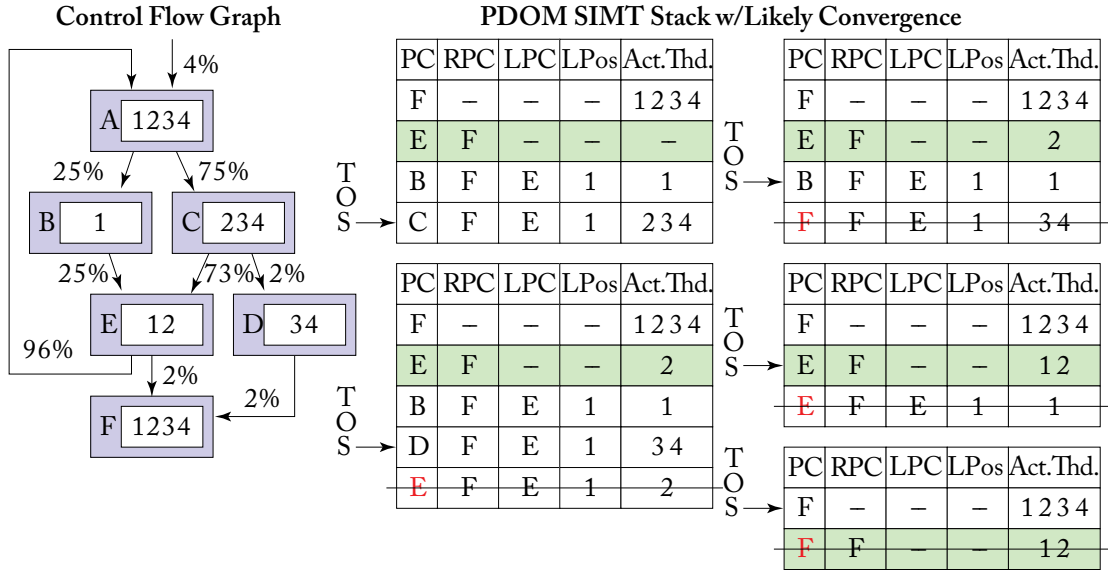 Control Flow Graph
4%
A 1234
25% 75%
B 1
C 234
25% 73% 2%
E 12
D 34
96%
2%
2%
F 1234
PDOM SIMT Stack w/Likely Convergence
TOS
PC RPC LPC LPos Act.Thd.
F – – – 1234
E F – – –
B F E 1 1
C F E 1 234
TOS
PC RPC LPC LPos Act.Thd.
F – – – 1234
E F – – 2
B F E 1 1
F F E 1 34
TOS
PC RPC LPC LPos Act.Thd.
F – – – 1234
E F – – 2
B F E 1 1
D F E 1 34
E F E 1 2
TOS
PC RPC LPC LPos Act.Thd.
F – – – 1234
E F – – 12
E F E 1 1
TOS
PC RPC LPC LPos Act.Thd.
F – – – 1234
F F – – 12